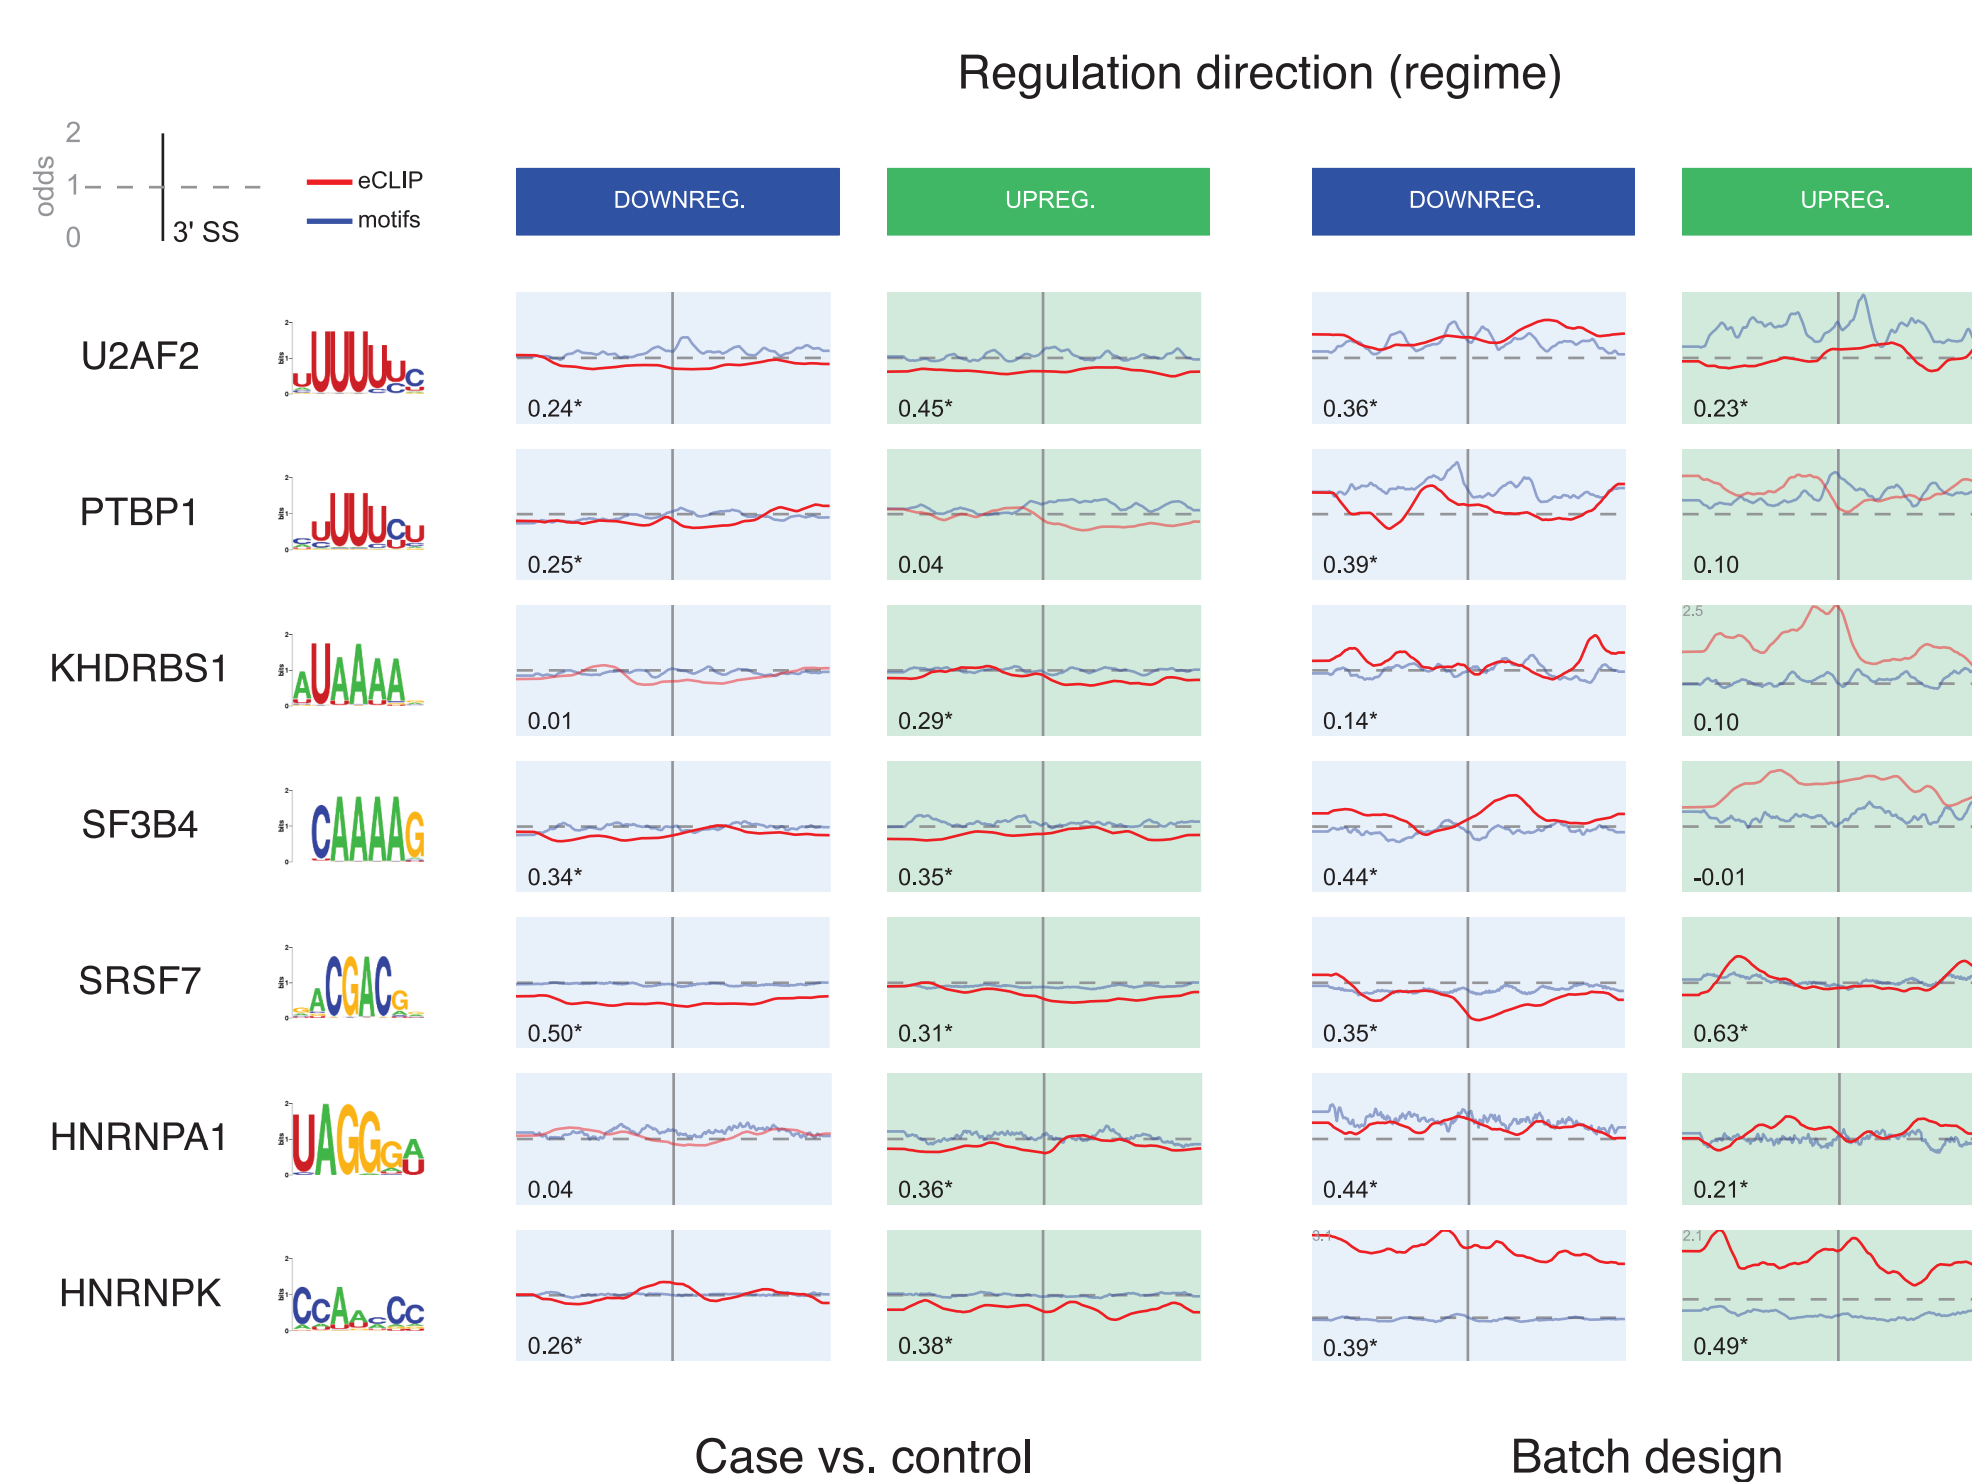 Regulation direction (regime)
2
odds
1
0
3' SS
eCLIP
motifs
DOWNREG.
UPREG.
DOWNREG.
UPREG.
U2AF2
0.24*
0.45*
0.36*
0.23*
PTBP1
0.25*
0.04
0.39*
0.10
KHDRBS1
0.01
0.29*
0.14*
2.5
0.10
SF3B4
0.34*
0.35*
0.44*
-0.01
SRSF7
0.50*
0.31*
0.35*
0.63*
HNRNPA1
0.04
0.36*
0.44*
0.21*
HNRNPK
0.26*
0.38*
3.1
0.39*
2.1
0.49*
Case vs. control
Batch design